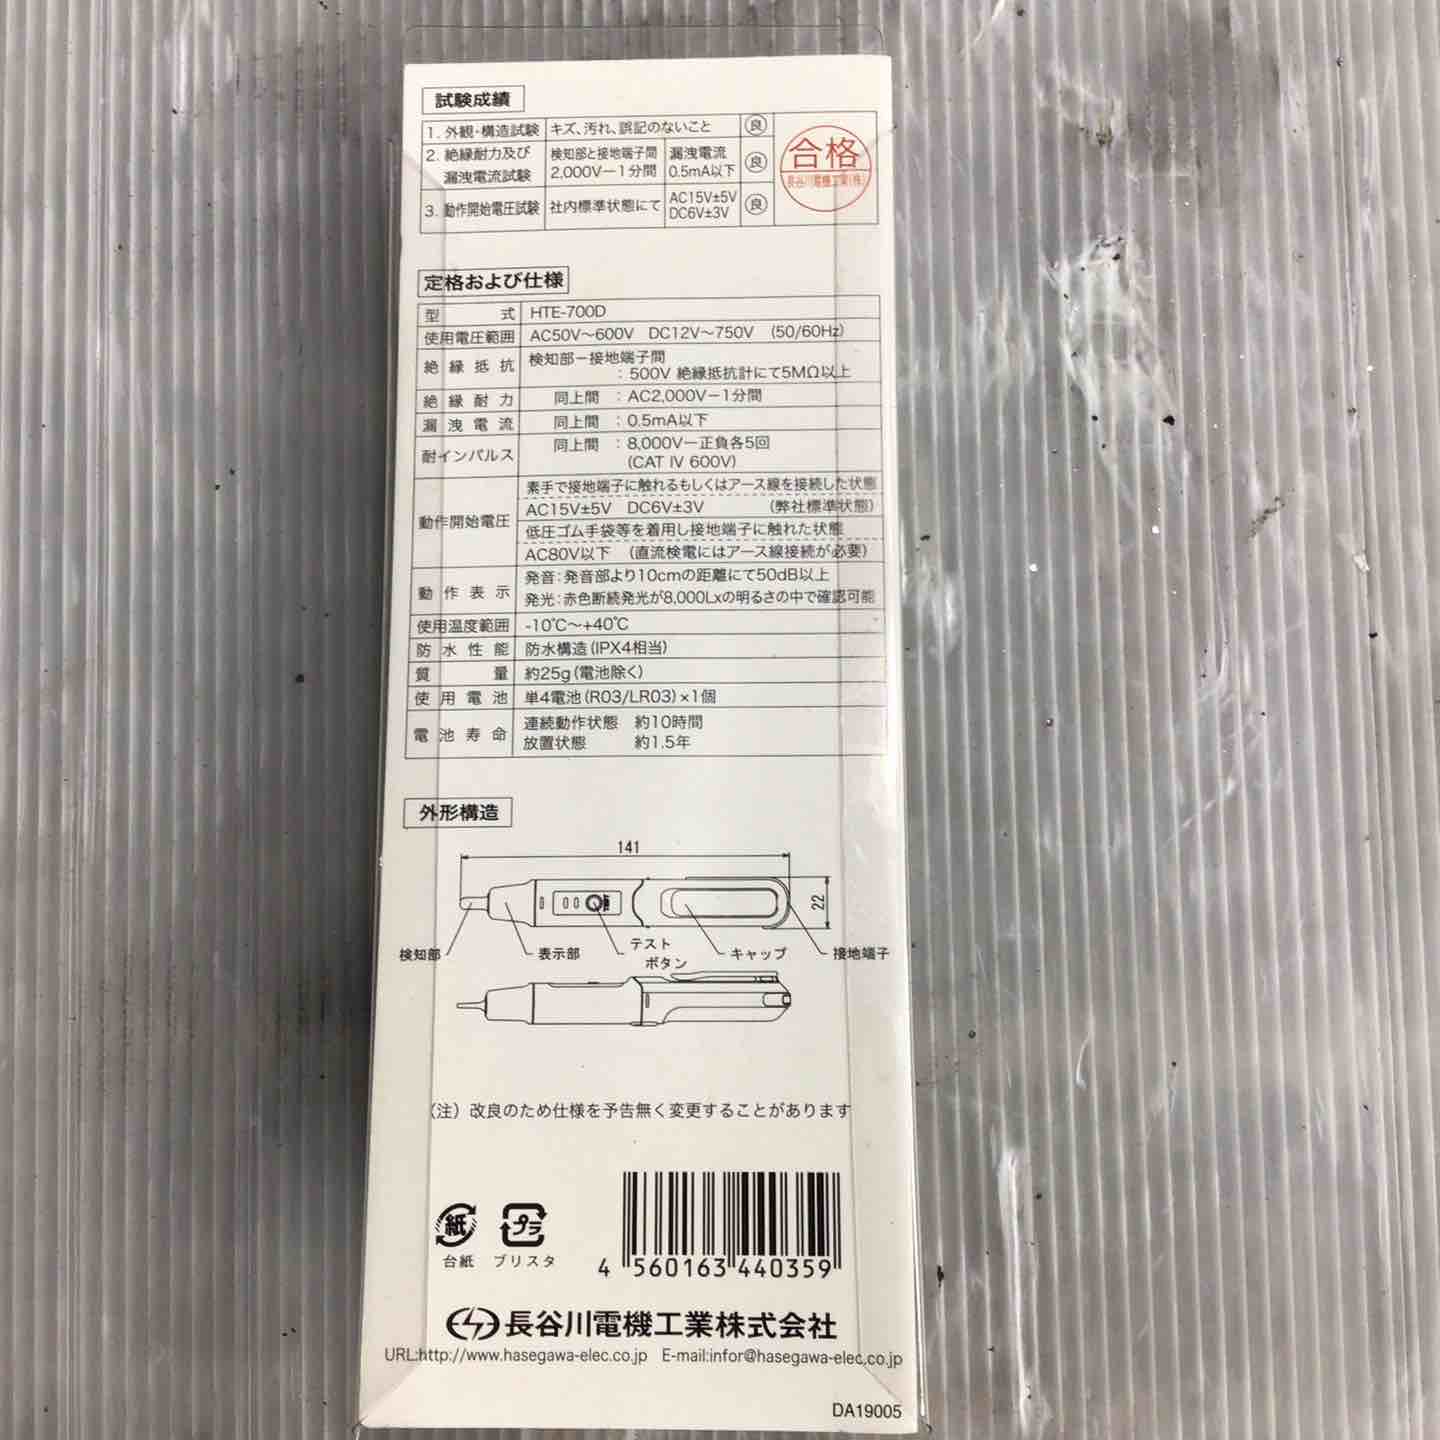 試験成績
1. 外観・構造試験 キズ、汚れ、誤記のないこと 良
2. 絶縁耐力及び 検知部と接地端子間 漏洩電流 良
漏洩電流試験 2,000V－1分間 0.5mA以下
3. 動作開始電圧試験 社内標準状態にて AC15V±5V 良
DC6V±3V
合格
長谷川電機工業(株)
定格および仕様
型式 HTE-700D
使用電圧範囲 AC50V～600V DC12V～750V (50/60Hz)
絶縁抵抗 検知部－接地端子間
：500V 絶縁抵抗計にて5MΩ以上
絶縁耐力 同上間 ：AC2,000V－1分間
漏洩電流 同上間 ：0.5mA以下
耐インパルス 同上間 ：8,000V－正負各5回
(CAT Ⅳ 600V)
動作開始電圧 素手で接地端子に触れるもしくはアース線を接続した状態
AC15V±5V DC6V±3V (弊社標準状態)
低圧ゴム手袋等を着用し接地端子に触れた状態
AC80V以下 (直流検電にはアース線接続が必要)
動作表示 発音：発音部より10cmの距離にて50dB以上
発光：赤色断続発光が8,000Lxの明るさの中で確認可能
使用温度範囲 -10℃～+40℃
防水性能 防水構造(IPX4相当)
質量 約25g(電池除く)
使用電池 単4電池(R03/LR03)×1個
電池寿命 連続動作状態 約10時間
放置状態 約1.5年
外形構造
141
22
検知部 表示部 テスト
ボタン キャップ 接地端子
(注) 改良のため仕様を予告無く変更することがあります
紙 プラ
台紙 ブリスタ
4 560163 440359
長谷川電機工業株式会社
URL:http://www.hasegawa-elec.co.jp E-mail:infor@hasegawa-elec.co.jp
DA19005